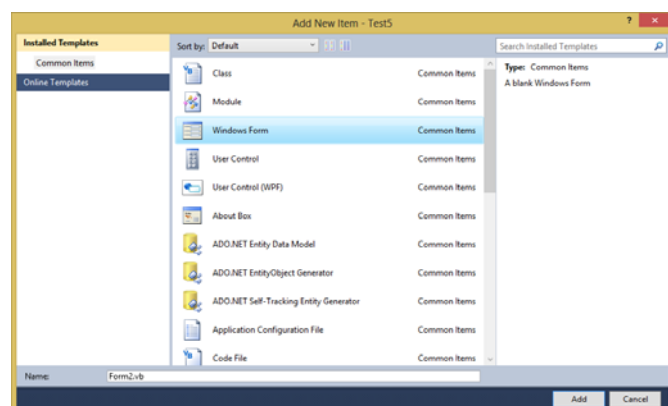 Add New Item - Test5
?
Installed Templates
Common Items
Online Templates
Sort by: Default
Search Installed Templates
Class Common Items
Module Common Items
Windows Form Common Items
User Control Common Items
User Control (WPF) Common Items
About Box Common Items
ADO.NET Entity Data Model Common Items
ADO.NET EntityObject Generator Common Items
ADO.NET Self-Tracking Entity Generator Common Items
Application Configuration File Common Items
Code File Common Items
Type: Common Items
A blank Windows Form
Name: Form2.vb
Add Cancel